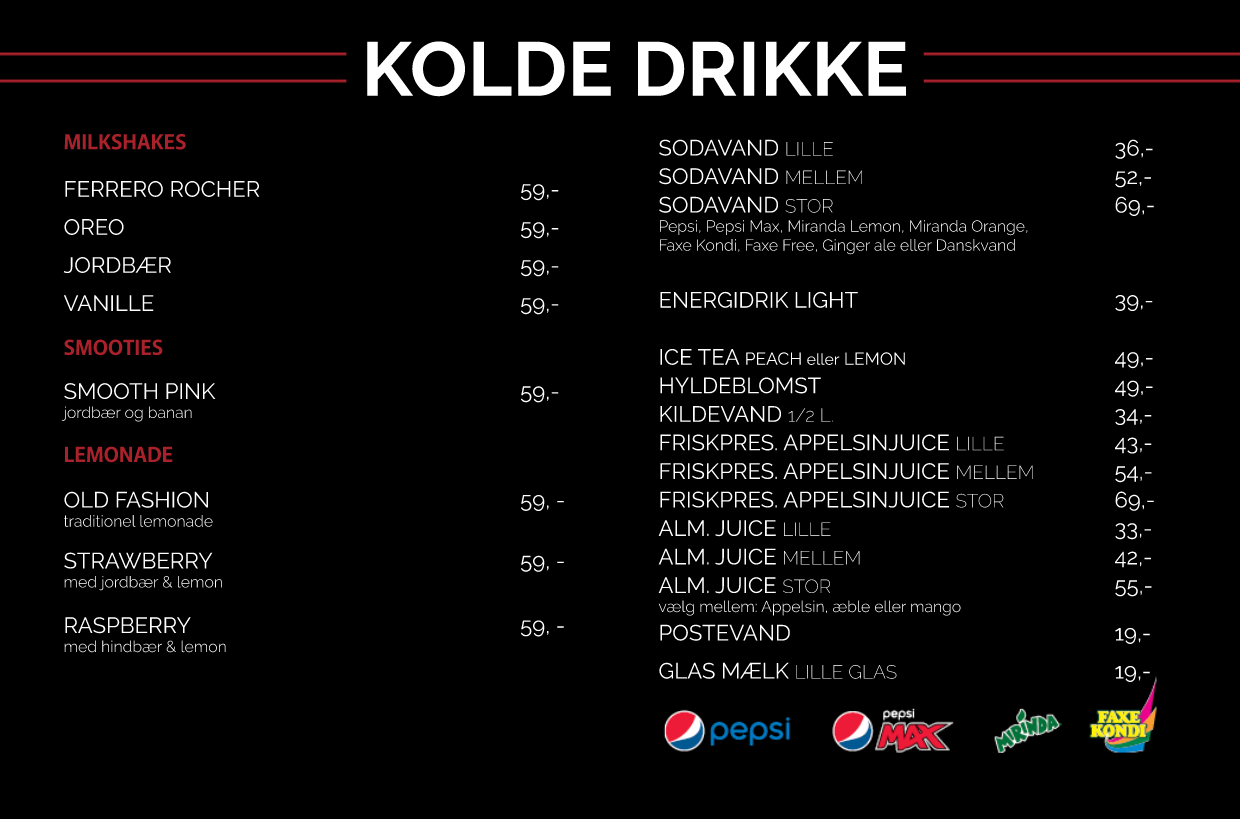 KOLDE DRIKKE
MILKSHAKES
FERRERO ROCHER 59,-
OREO 59,-
JORDBÆR 59,-
VANILLE 59,-
SMOOTIES
SMOOTH PINK 59,-
jordbær og banan
LEMONADE
OLD FASHION 59, -
traditionel lemonade
STRAWBERRY 59, -
med jordbær & lemon
RASPBERRY 59, -
med hindbær & lemon
SODAVAND LILLE 36,-
SODAVAND MELLEM 52,-
SODAVAND STOR 69,-
Pepsi, Pepsi Max, Miranda Lemon, Miranda Orange,
Faxe Kondi, Faxe Free, Ginger ale eller Danskvand
ENERGIDRIK LIGHT 39,-
ICE TEA PEACH eller LEMON 49,-
HYLDEBLOMST 49,-
KILDEVAND 1/2 L. 34,-
FRISKPRES. APPELSINJUICE LILLE 43,-
FRISKPRES. APPELSINJUICE MELLEM 54,-
FRISKPRES. APPELSINJUICE STOR 69,-
ALM. JUICE LILLE 33,-
ALM. JUICE MELLEM 42,-
ALM. JUICE STOR 55,-
vælg mellem: Appelsin, æble eller mango
POSTEVAND 19,-
GLAS MÆLK LILLE GLAS 19,-
pepsi
pepsi
MAX
MIRINDA
FAXE
KONDI